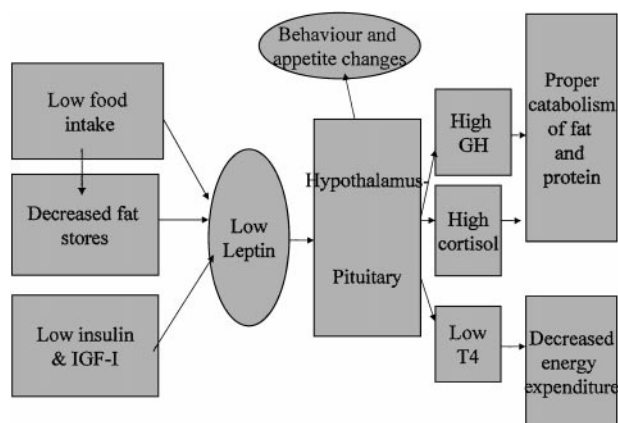 Behaviour and
appetite changes
Low food
intake
Decreased fat
stores
Low insulin
& IGF-I
Low
Leptin
Hypothalamus-
Pituitary
High
GH
High
cortisol
Low
T4
Proper
catabolism
of fat
and
protein
Decreased
energy
expenditure